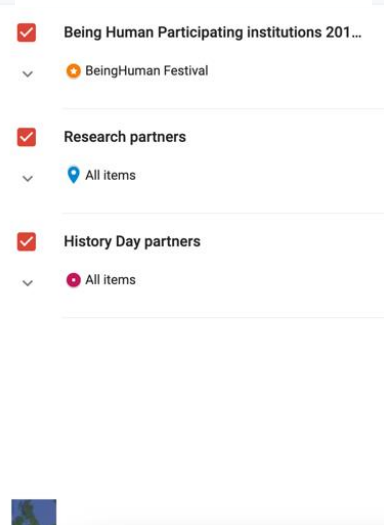 Being Human Participating institutions 201...
BeingHuman Festival
Research partners
All items
History Day partners
All items